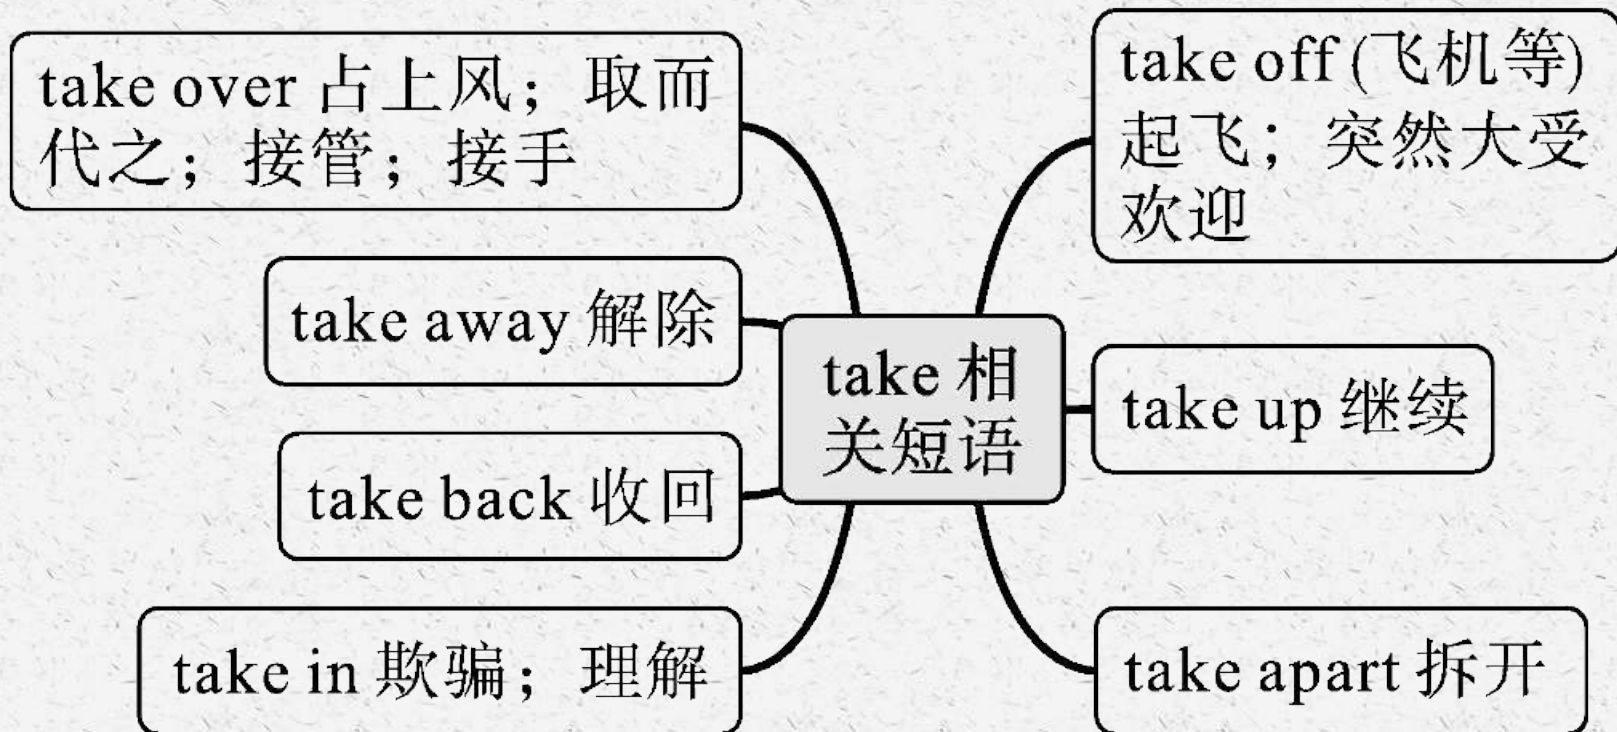 take over 占上风；取而
代之；接管；接手
take away 解除
take back 收回
take in 欺骗；理解
take 相
关短语
take off (飞机等)
起飞；突然大受
欢迎
take up 继续
take apart 拆开